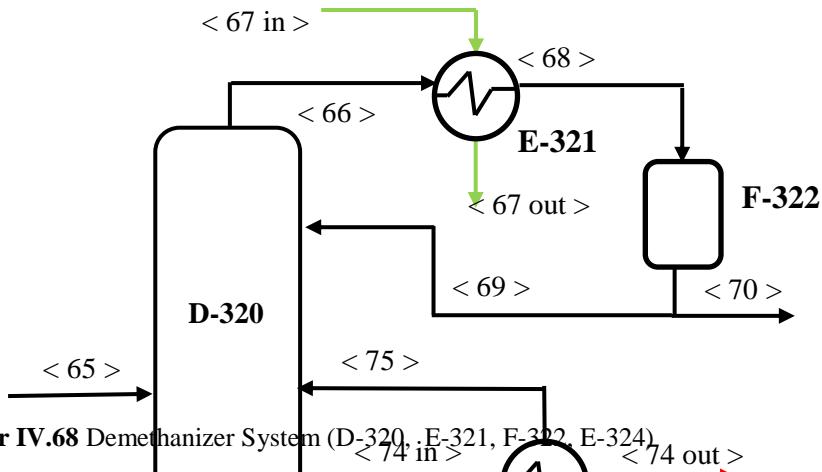 < 67 in >
< 68 >
< 66 >
E-321
F-322
< 67 out >
< 69 >
< 70 >
D-320
< 75 >
< 65 >
r IV.68 Demethanizer System (D-320, E-321, F-322, E-324)
< 74 in >
< 74 out >